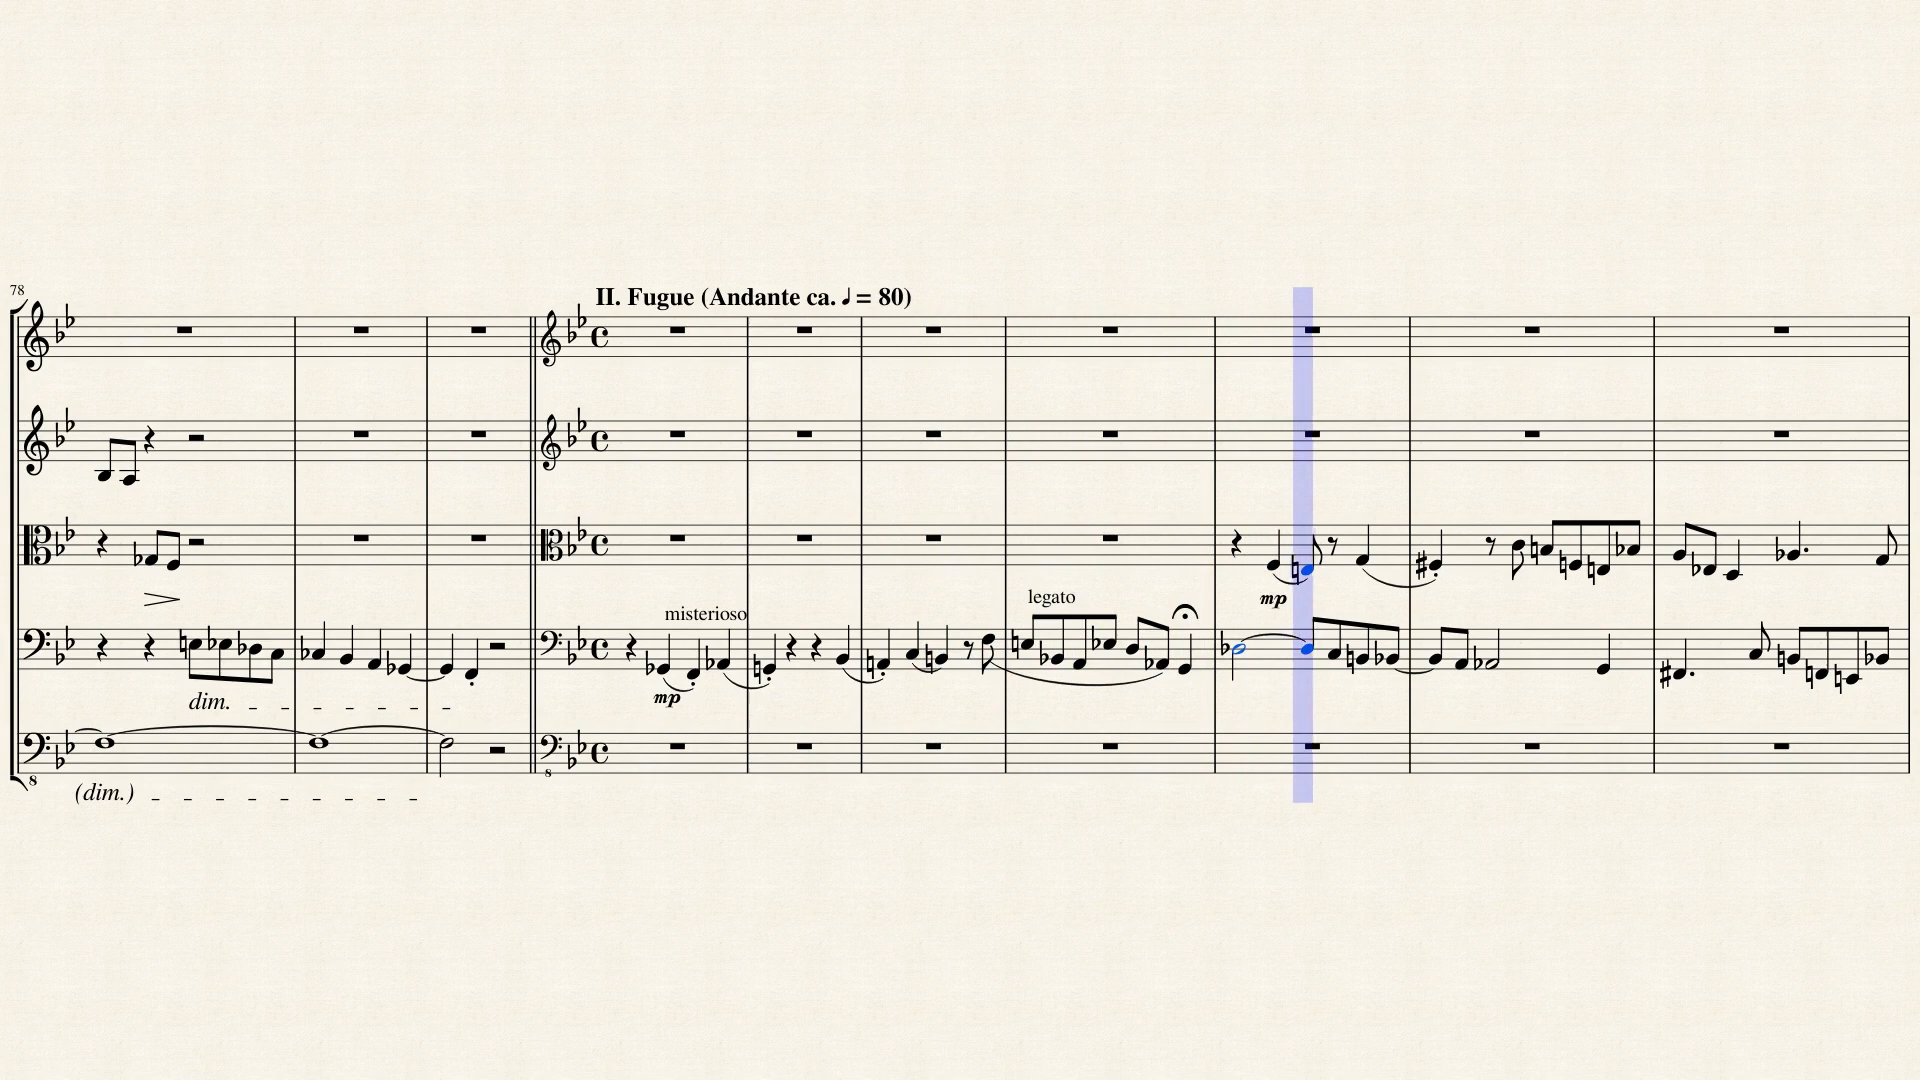 78
II. Fugue (Andante ca. ♩ = 80)
legato
mp
misterioso
mp
dim.
8
8
(dim.)